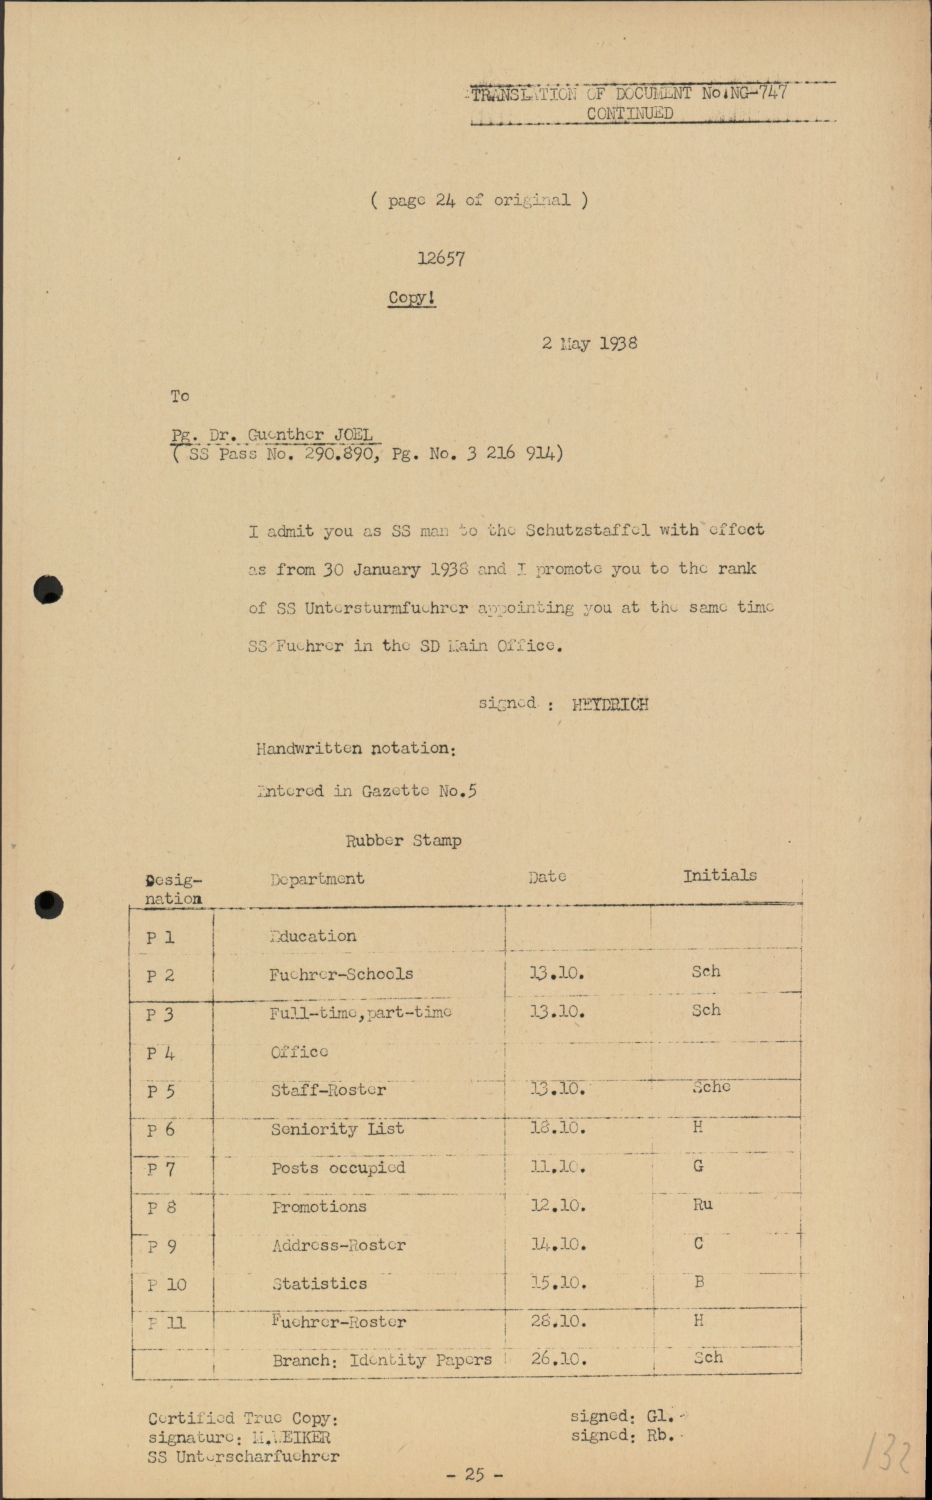 TRANSLATION OF DOCUMENT No.NG-747
CONTINUED
( page 24 of original )
12657
Copy!
2 May 1938
To
Pg. Dr. Guenther JOEL
( SS Pass No. 290.890, Pg. No. 3 216 914)
I admit you as SS man to the Schutzstaffel with effect
as from 30 January 1938 and I promote you to the rank
of SS Untersturmfuehrer appointing you at the same time
SS Fuehrer in the SD Main Office.
signed : HEYDRICH
Handwritten notation:
Entered in Gazette No.5
Rubber Stamp
Desig- Department Date Initials
nation
P 1 Education
P 2 Fuehrer-Schools 13.10. Sch
P 3 Full-time,part-time 13.10. Sch
P 4 Office
P 5 Staff-Roster 13.10. Sche
P 6 Seniority List 18.10. H
P 7 Posts occupied 11.10. G
P 8 Promotions 12.10. Ru
P 9 Address-Roster 14.10. C
P 10 Statistics 15.10. B
P 11 Fuehrer-Roster 28.10. H
Branch: Identity Papers 26.10. Sch
Certified True Copy: signed: Gl.
signature: M.WEIKER signed: Rb.
SS Unterscharfuehrer
- 25 -
132